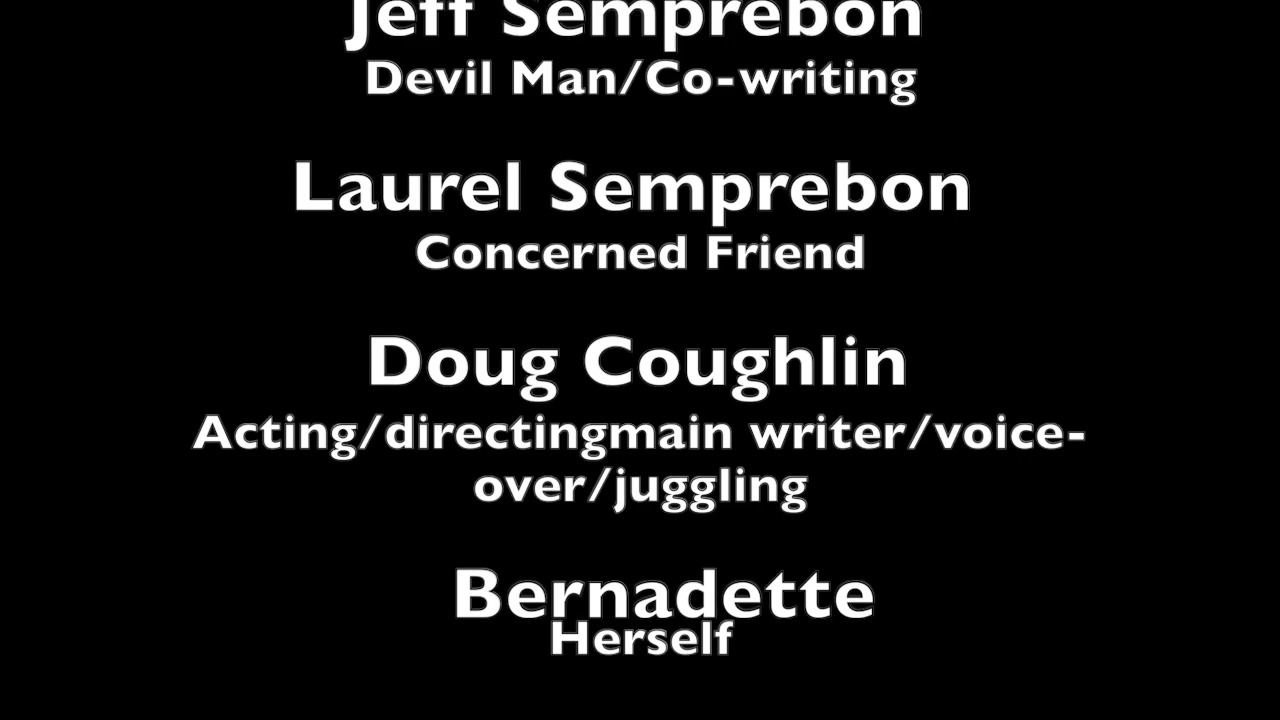 Jeff Semprebon
Devil Man/Co-writing
Laurel Semprebon
Concerned Friend
Doug Coughlin
Acting/directingmain writer/voice-
over/juggling
Bernadette
Herself